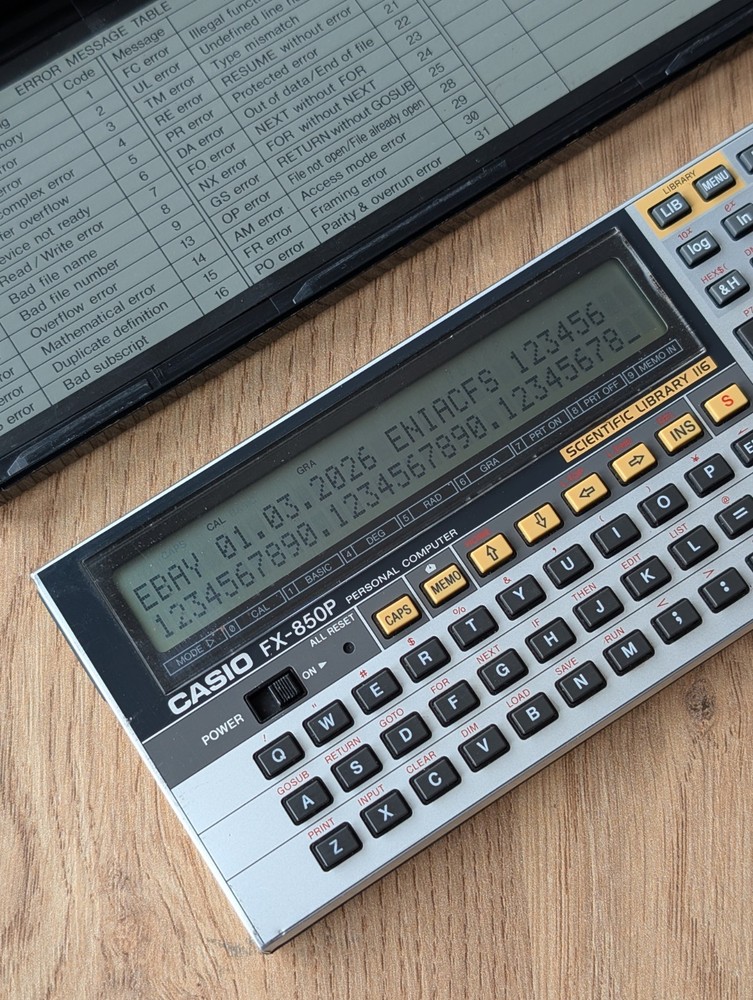 ERROR MESSAGE TABLE
Code Message
1 FC error Illegal
2 UL error Undefined line
3 TM error Type mismatch
4 RE error RESUME without error 21
complex error 5 PR error Protected error 22
overflow 6 DA error Out of data/End of file 23
device not ready 7 FO error NEXT without FOR 24
Read/Write error 8 NX error FOR without NEXT 25
Bad file name 9 GS error RETURN without GOSUB 28
Bad file number 13 OP error File not open/File already open 29
Overflow error 14 AM error Access mode error 30
Mathematical error 15 FR error Framing error 31
Duplicate definition 16 PO error Parity & overrun error
Bad subscript
error
LIBRARY
LIB MENU
10x ex
log ln
HEX$(
&H
CAL GRA
EBAY 01.03.2026 ENIACFS 123456
1234567890.1234567890.12345678_
MODE 0 CAL 1 BASIC 4 DEG 5 RAD 6 GRA 7 PRT ON 8 PRT OFF 9 MEMO IN
CASIO FX-850P PERSONAL COMPUTER
SCIENTIFIC LIBRARY 116
POWER ON ALL RESET
CAPS MEMO INS S
! " # $ % & ' ( )
Q W E R T Y U I O P
GOSUB RETURN GOTO FOR NEXT IF THEN EDIT LIST
A S D F G H J K L =
PRINT INPUT CLEAR DIM LOAD SAVE RUN < >
Z X C V B N M ; :